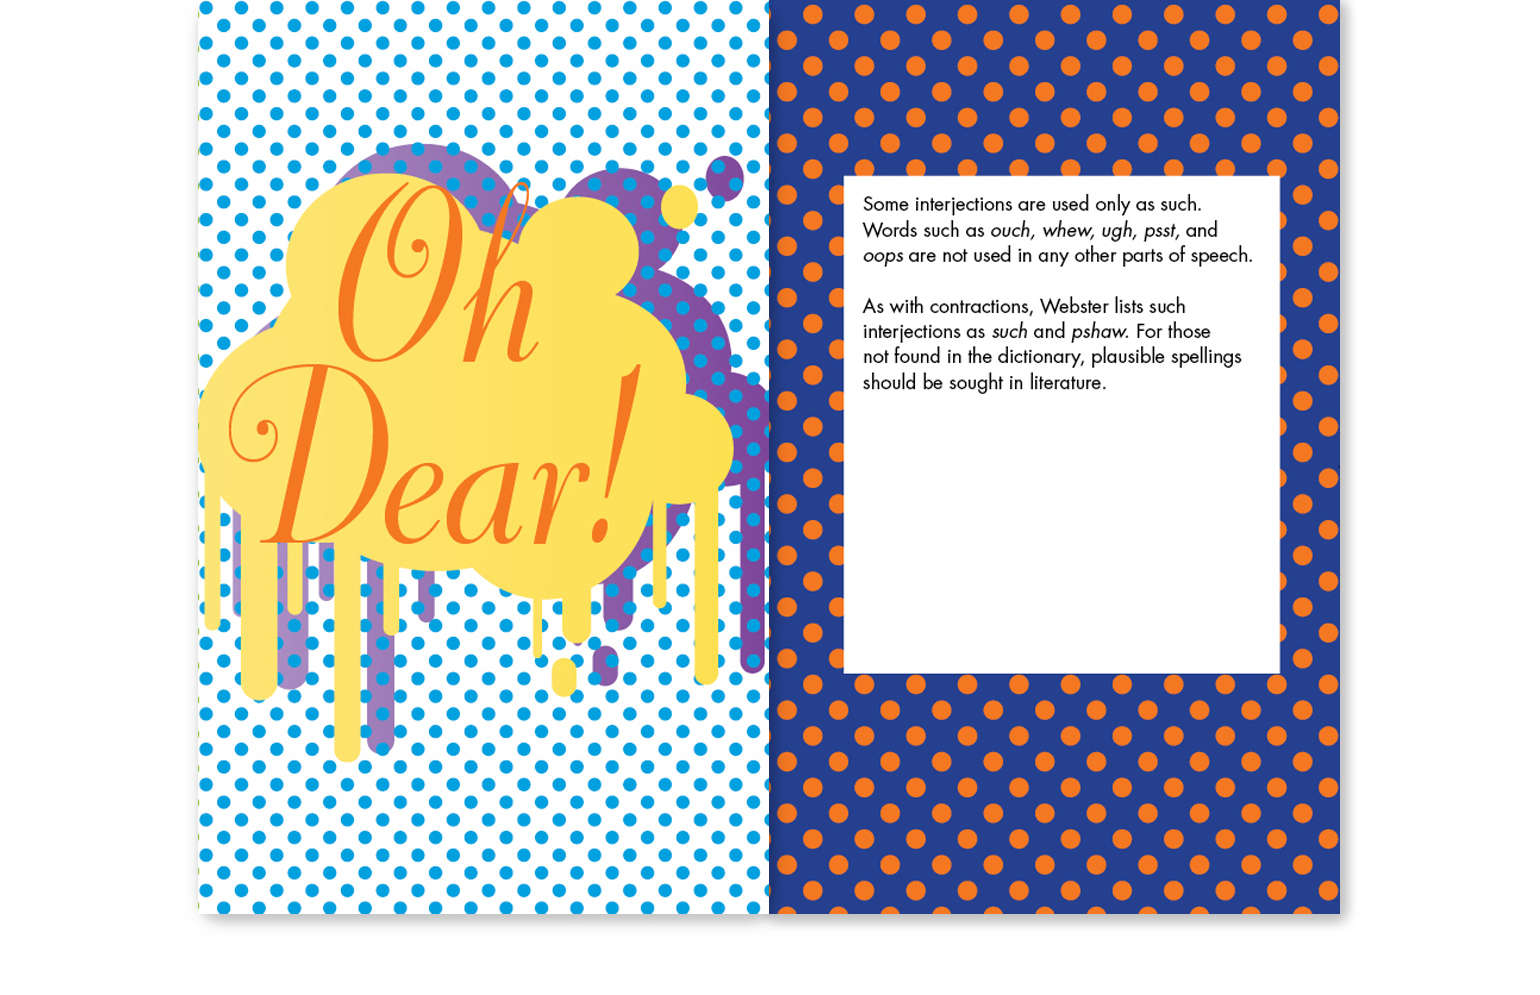 Oh
Dear!
Some interjections are used only as such.
Words such as ouch, whew, ugh, psst, and
oops are not used in any other parts of speech.
As with contractions, Webster lists such
interjections as such and pshaw. For those
not found in the dictionary, plausible spellings
should be sought in literature.